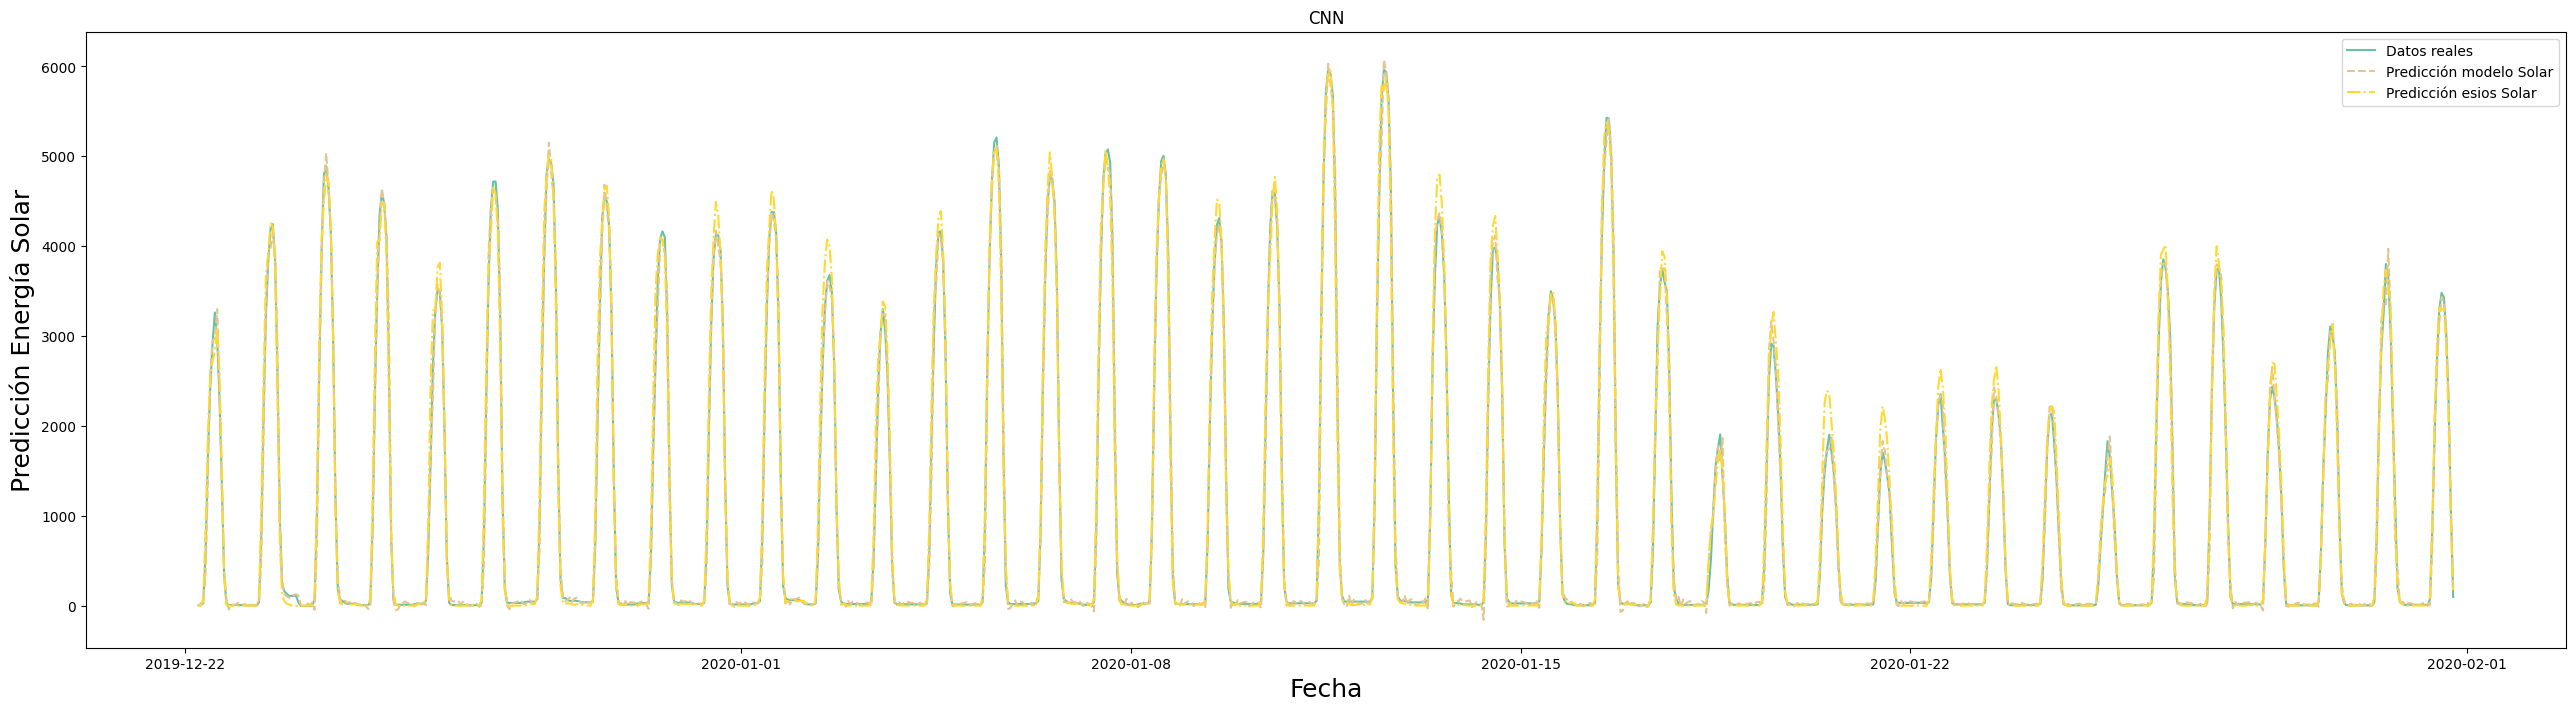 CNN
Datos reales
Predicción modelo Solar
Predicción esios Solar
Predicción Energía Solar
6000
5000
4000
3000
2000
1000
0
2019-12-22
2020-01-01
2020-01-08
2020-01-15
2020-01-22
2020-02-01
Fecha